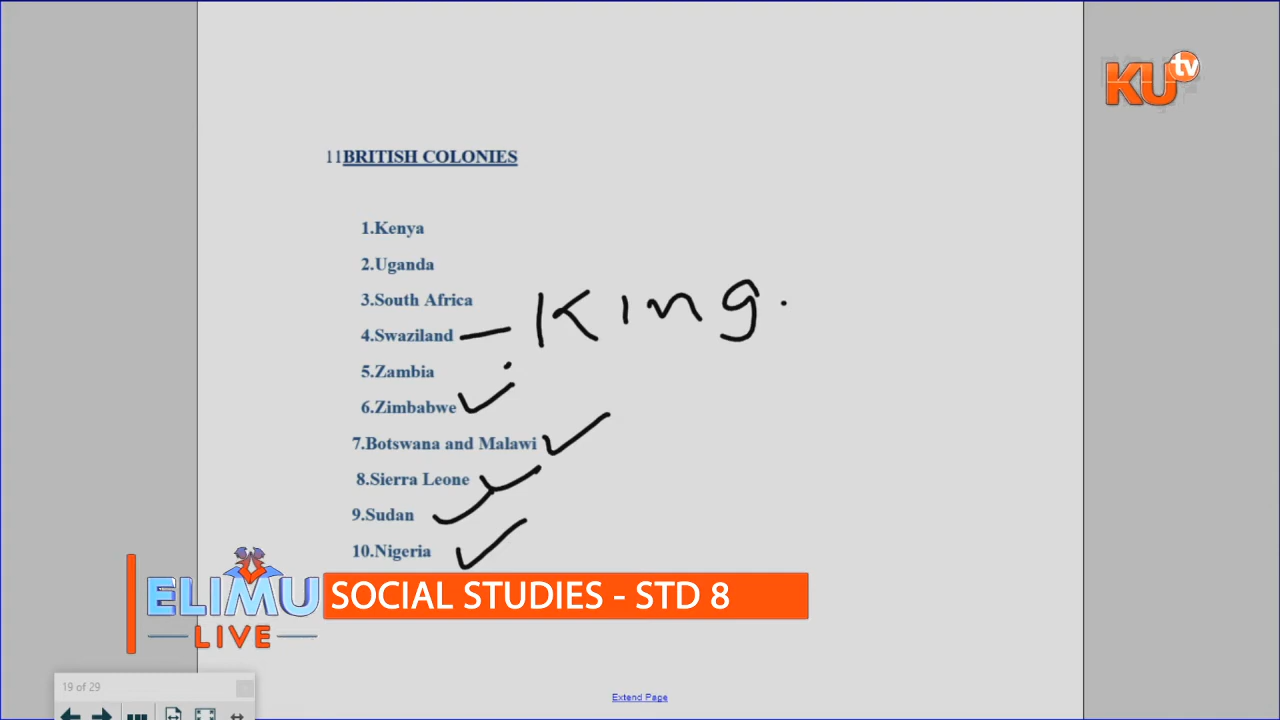 KU tv
11BRITISH COLONIES
1.Kenya
2.Uganda
3.South Africa
King.
4.Swaziland
5.Zambia
6.Zimbabwe
7.Botswana and Malawi
8.Sierra Leone
9.Sudan
10.Nigeria
ELIMU
LIVE
SOCIAL STUDIES - STD 8
19 of 29
Extend Page